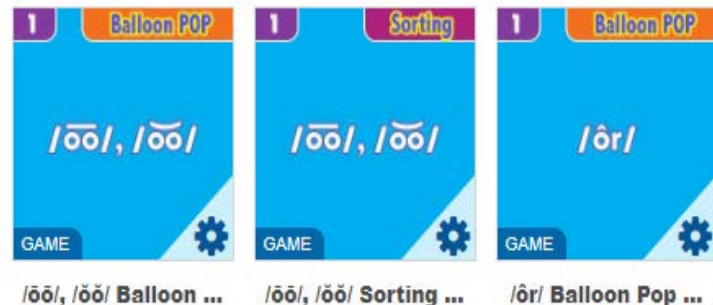 1 Balloon POP
/o͞o/, /o͝o/
GAME
/ōō/, /ŏŏ/ Balloon ...
1 Sorting
/o͞o/, /o͝o/
GAME
/ōō/, /ŏŏ/ Sorting ...
1 Balloon POP
/ôr/
GAME
/ôr/ Balloon Pop ...